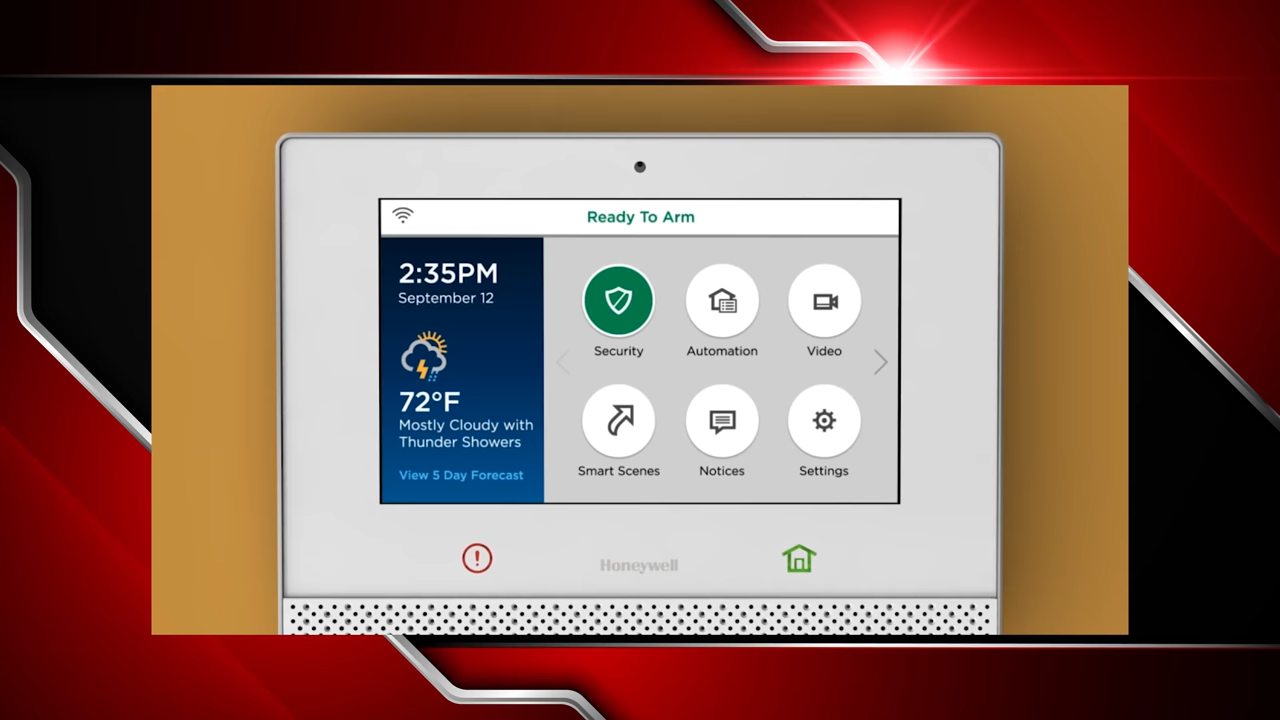 Ready To Arm
2:35PM
September 12
72°F
Mostly Cloudy with
Thunder Showers
View 5 Day Forecast
Security
Automation
Video
Smart Scenes
Notices
Settings
Honeywell